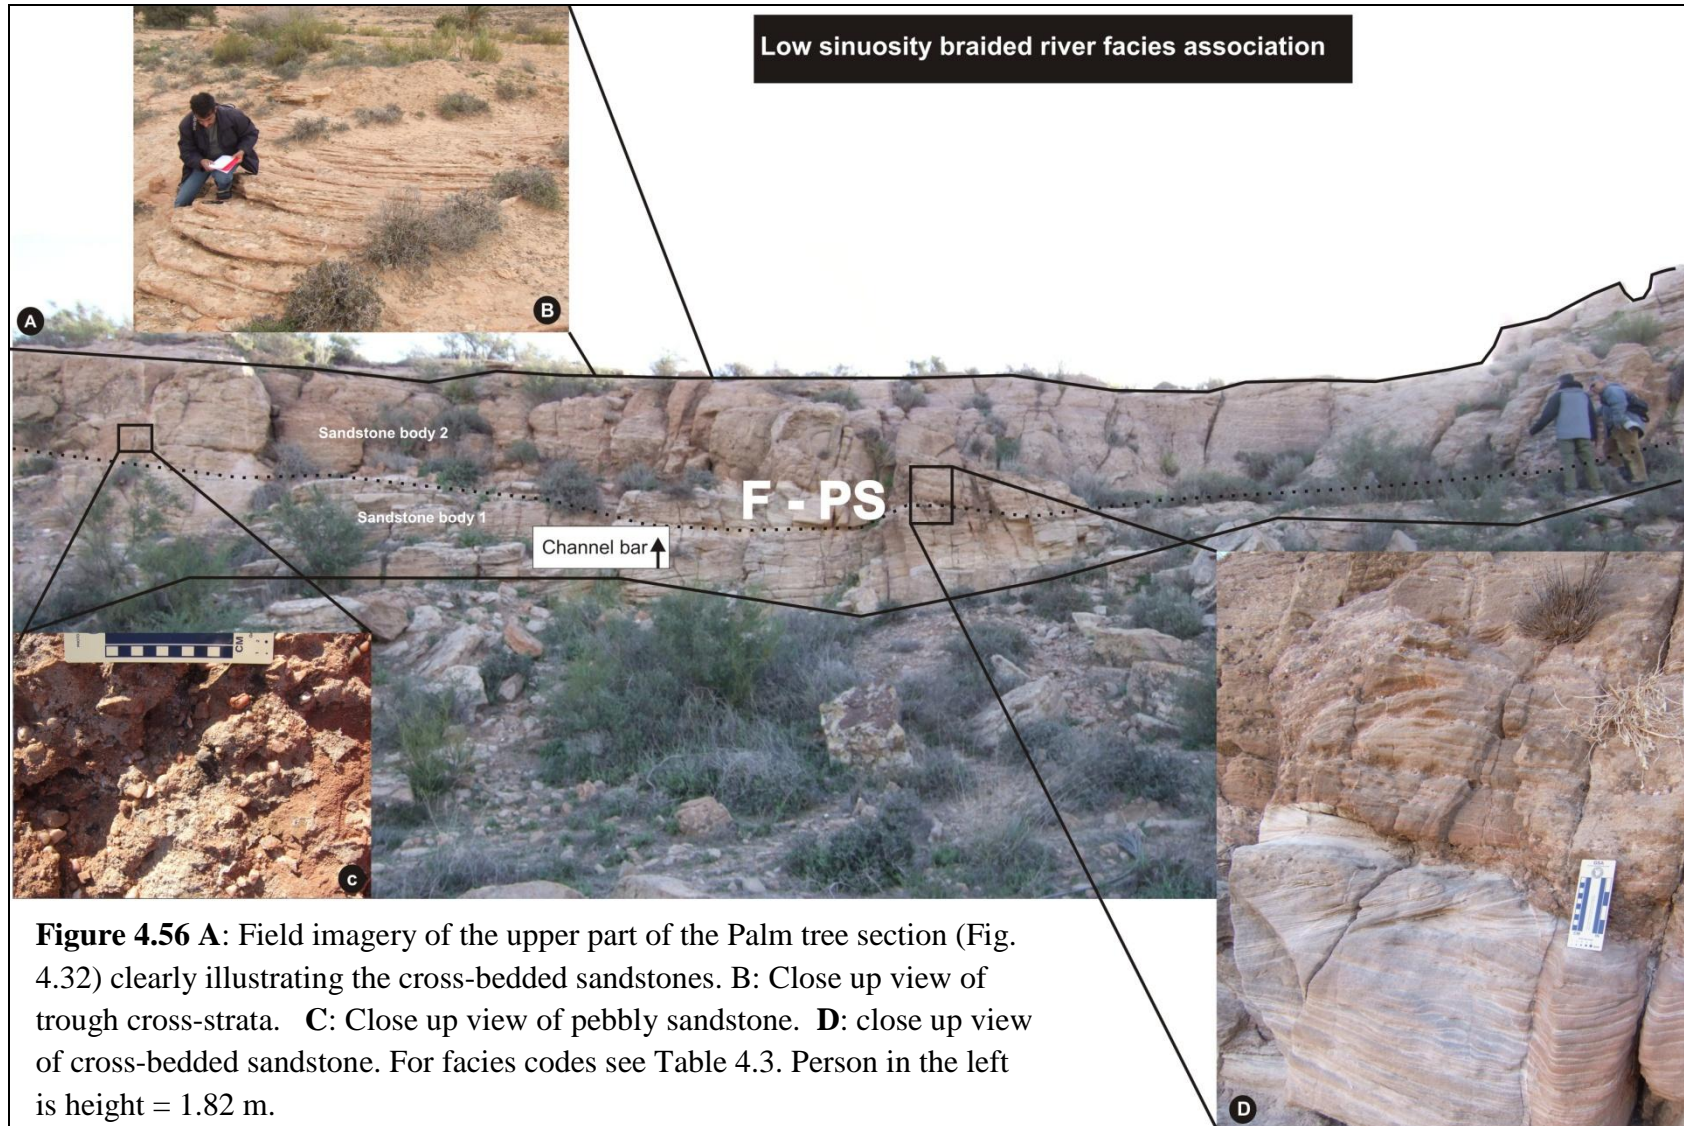 Low sinuosity braided river facies association
B
A
Sandstone body 2
F - PS
Sandstone body 1
Channel bar
CM
C
USA
D
Figure 4.56 A: Field imagery of the upper part of the Palm tree section (Fig.
4.32) clearly illustrating the cross-bedded sandstones. B: Close up view of
trough cross-strata. C: Close up view of pebbly sandstone. D: close up view
of cross-bedded sandstone. For facies codes see Table 4.3. Person in the left
is height = 1.82 m.